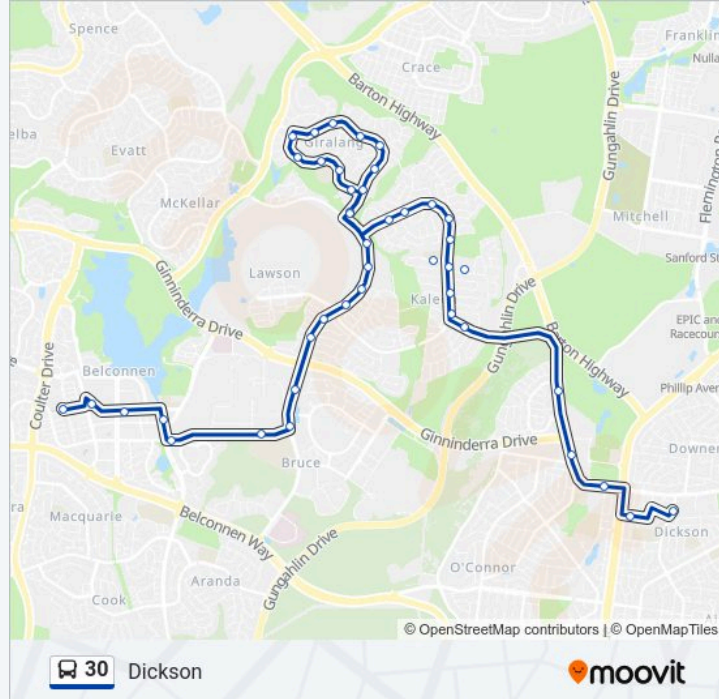 Spence
Franklin
Nulla
Crace
Barton Highway
Gungahlin Drive
elba
Evatt
Giralang
Flemington R
McKellar
Mitchell
Lawson
Sanford St
Ginninderra Drive
Kale
Gungahlin Drive
EPIC and
Racecour
Coulter Drive
Belconnen
Barton Highway
Phillip Aven
Ginninderra Drive
Downer
Bruce
Macquarie
Belconnen Way
Dickson
Gungahlin Drive
O'Connor
Aranda
Cook
© OpenStreetMap contributors | © OpenMapTiles
30 Dickson
moovit